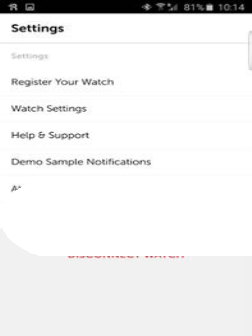 81% 10:14
Settings
Settings
Register Your Watch
Watch Settings
Help & Support
Demo Sample Notifications